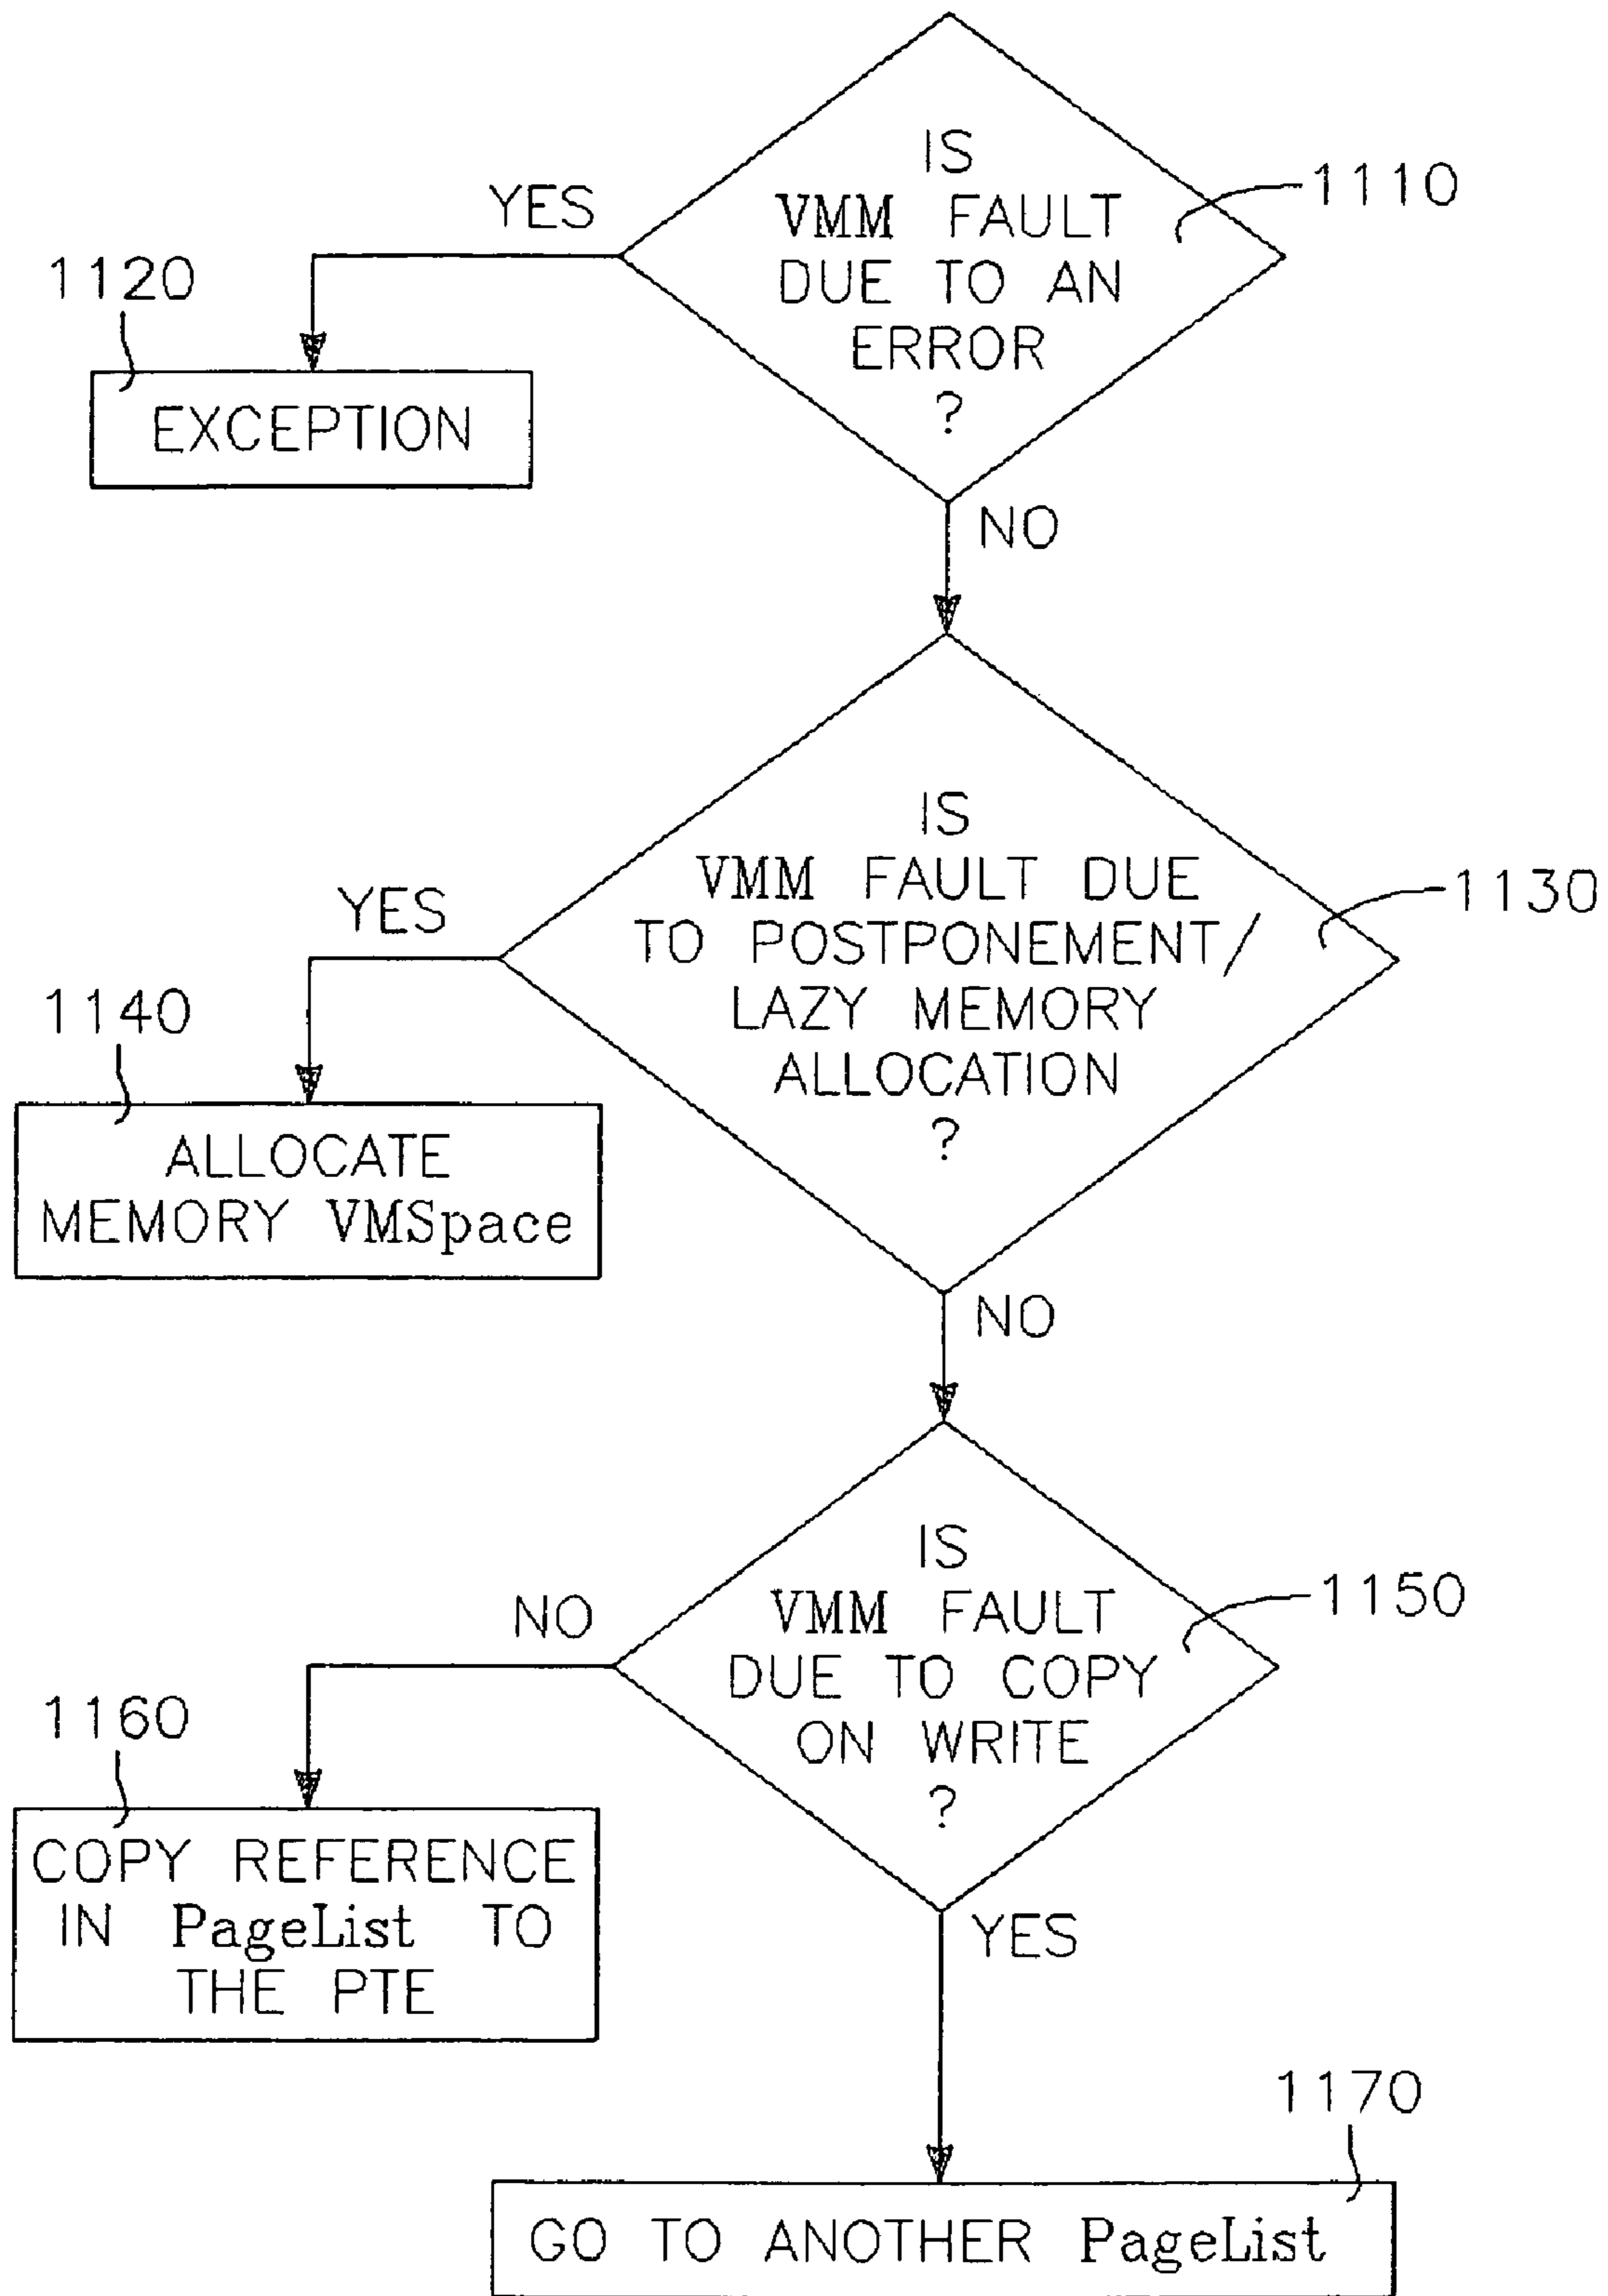 IS
VMM FAULT
DUE TO AN
ERROR
?
1110
YES
1120
EXCEPTION
NO
IS
VMM FAULT DUE
TO POSTPONEMENT/
LAZY MEMORY
ALLOCATION
?
1130
YES
1140
ALLOCATE
MEMORY VMSpace
NO
IS
VMM FAULT
DUE TO COPY
ON WRITE
?
1150
NO
1160
COPY REFERENCE
IN PageList TO
THE PTE
YES
1170
GO TO ANOTHER PageList